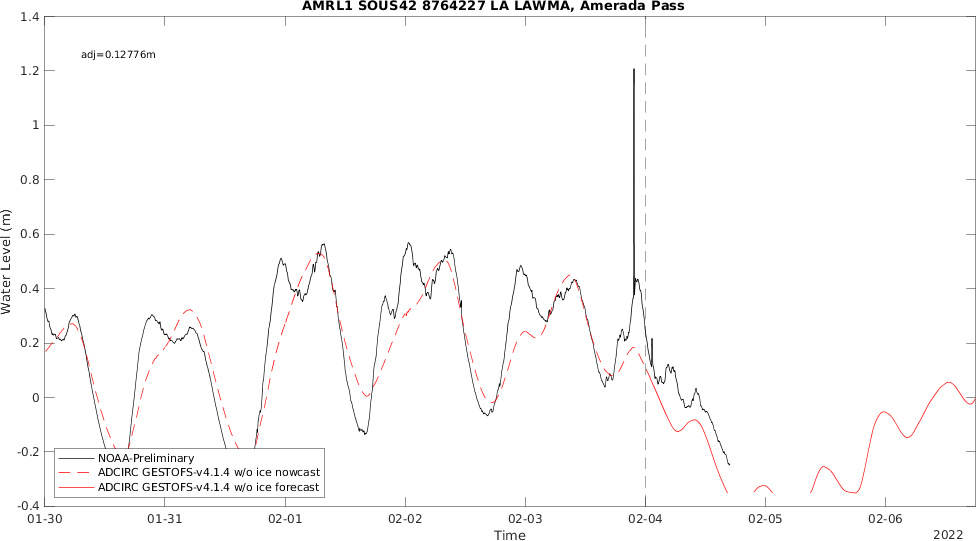 AMRL1 SOUS42 8764227 LA LAWMA, Amerada Pass
adj=0.12776m
1.4
1.2
1
0.8
0.6
0.4
0.2
0
-0.2
-0.4
Water Level (m)
NOAA-Preliminary
ADCIRC GESTOFS-v4.1.4 w/o ice nowcast
ADCIRC GESTOFS-v4.1.4 w/o ice forecast
01-30 01-31 02-01 02-02 02-03 02-04 02-05 02-06
Time
2022